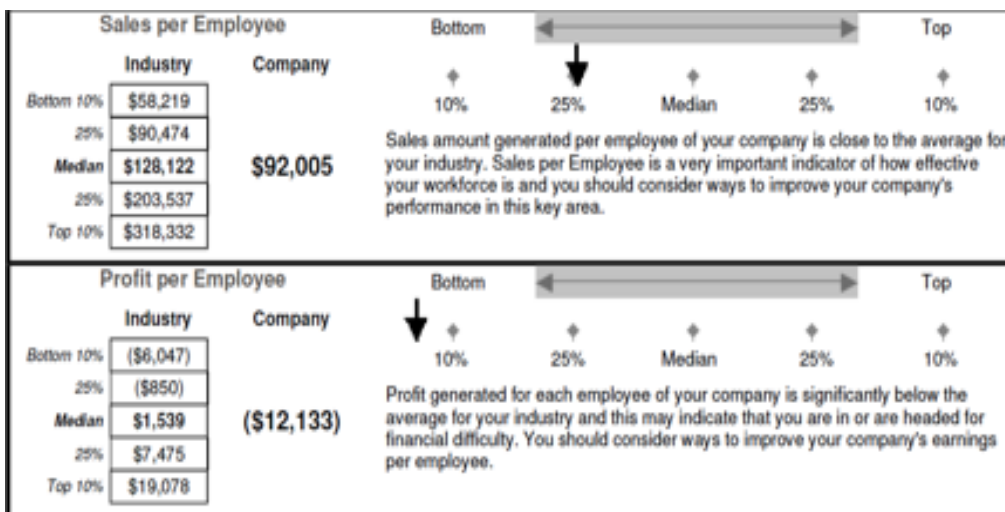 Sales per Employee
Bottom Top
Industry Company
Bottom 10% $58,219
25% $90,474
Median $128,122 $92,005
25% $203,537
Top 10% $318,332
10% 25% Median 25% 10%
Sales amount generated per employee of your company is close to the average for
your industry. Sales per Employee is a very important indicator of how effective
your workforce is and you should consider ways to improve your company's
performance in this key area.
Profit per Employee
Bottom Top
Industry Company
Bottom 10% ($6,047)
25% ($850)
Median $1,539 ($12,133)
25% $7,475
Top 10% $19,078
10% 25% Median 25% 10%
Profit generated for each employee of your company is significantly below the
average for your industry and this may indicate that you are in or are headed for
financial difficulty. You should consider ways to improve your company's earnings
per employee.